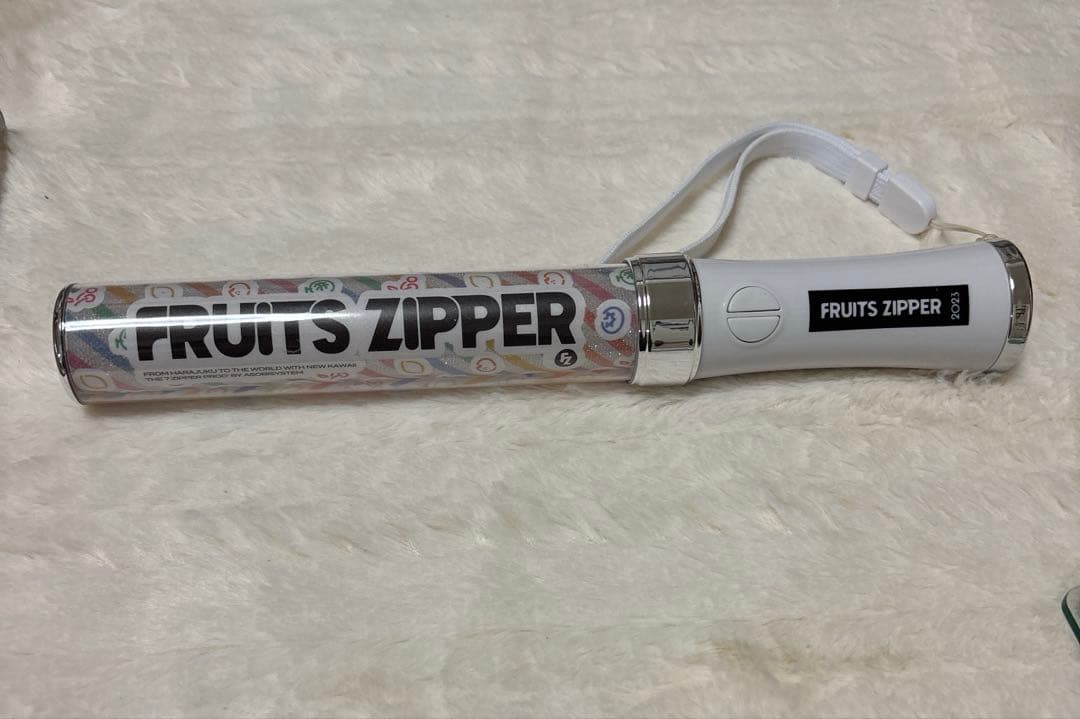 FRUITS ZIPPER
FROM HARAJUKU TO THE WORLD WITH NEW KAWAII
"THE 7 ZIPPER PROD" BY ASOBISYSTEM
FZ
FRUITS ZIPPER
2023